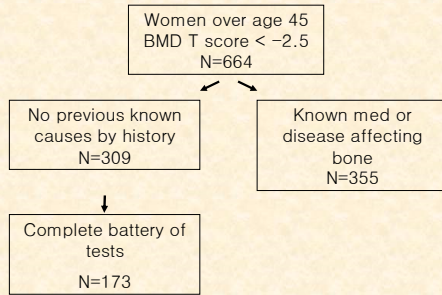 Women over age 45
BMD T score < −2.5
N=664
No previous known
causes by history
N=309
Known med or
disease affecting
bone
N=355
Complete battery of
tests
N=173